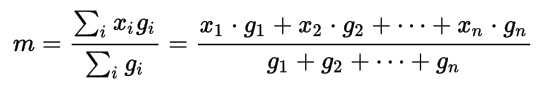 m = \frac{\sum_i x_i g_i}{\sum_i g_i} = \frac{x_1 \cdot g_1 + x_2 \cdot g_2 + \cdots + x_n \cdot g_n}{g_1 + g_2 + \cdots + g_n}